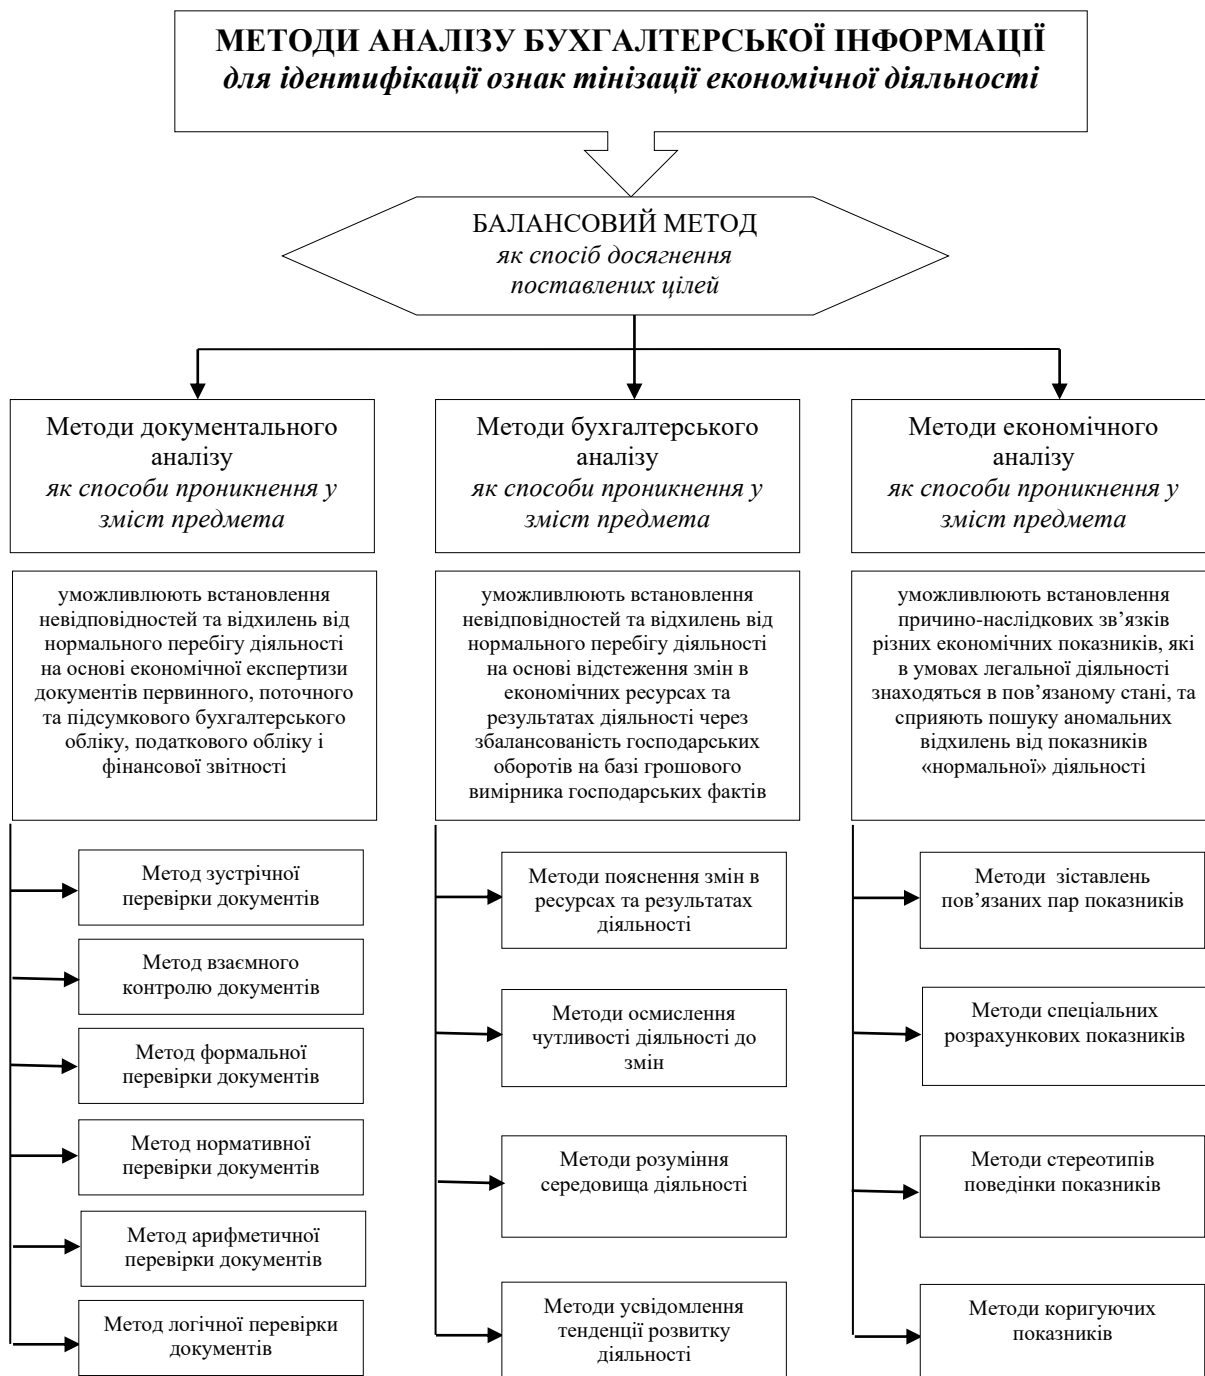 МЕТОДИ АНАЛІЗУ БУХГАЛТЕРСЬКОЇ ІНФОРМАЦІЇ
для ідентифікації ознак тінізації економічної діяльності
БАЛАНСОВИЙ МЕТОД
як спосіб досягнення
поставлених цілей
Методи документального
аналізу
як способи проникнення у
зміст предмета
уможливлюють встановлення
невідповідностей та відхилень від
нормального перебігу діяльності
на основі економічної експертизи
документів первинного, поточного
та підсумкового бухгалтерського
обліку, податкового обліку і
фінансової звітності
Метод зустрічної
перевірки документів
Метод взаємного
контролю документів
Метод формальної
перевірки документів
Метод нормативної
перевірки документів
Метод арифметичної
перевірки документів
Метод логічної перевірки
документів
Методи бухгалтерського
аналізу
як способи проникнення у
зміст предмета
уможливлюють встановлення
невідповідностей та відхилень від
нормального перебігу діяльності
на основі відстеження змін в
економічних ресурсах та
результатах діяльності через
збалансованість господарських
оборотів на базі грошового
вимірника господарських фактів
Методи пояснення змін в
ресурсах та результатах
діяльності
Методи осмислення
чутливості діяльності до
змін
Методи розуміння
середовища діяльності
Методи усвідомлення
тенденції розвитку
діяльності
Методи економічного
аналізу
як способи проникнення у
зміст предмета
уможливлюють встановлення
причино-наслідкових зв’язків
різних економічних показників, які
в умовах легальної діяльності
знаходяться в пов’язаному стані, та
сприяють пошуку аномальних
відхилень від показників
«нормальної» діяльності
Методи зіставлень
пов’язаних пар показників
Методи спеціальних
розрахункових показників
Методи стереотипів
поведінки показників
Методи коригуючих
показників